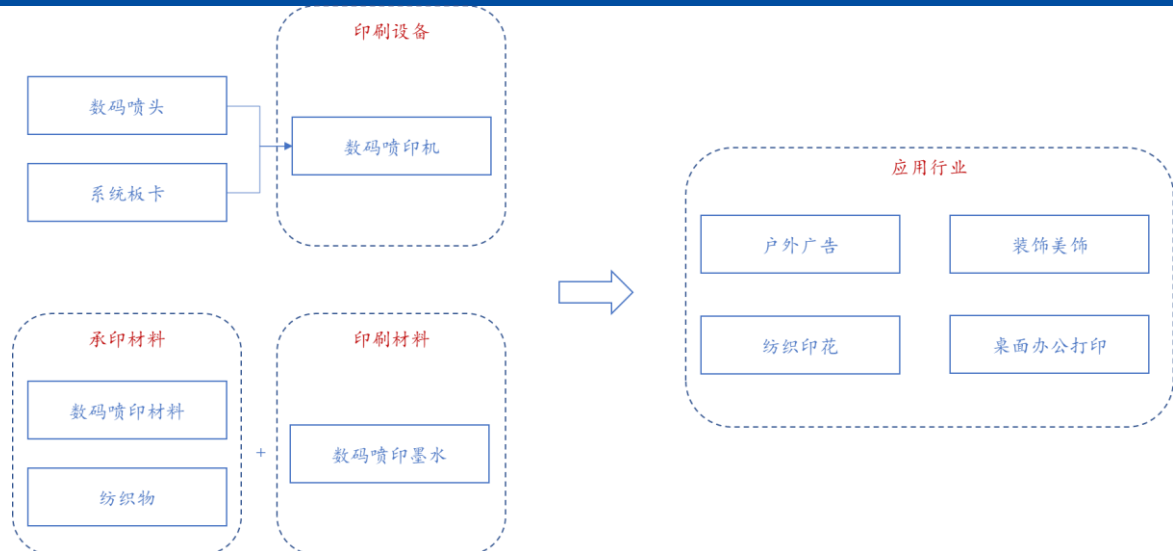 印刷设备
数码喷头
系统板卡
数码喷印机
承印材料
数码喷印材料
纺织物
+
印刷材料
数码喷印墨水
应用行业
户外广告
装饰美饰
纺织印花
桌面办公打印